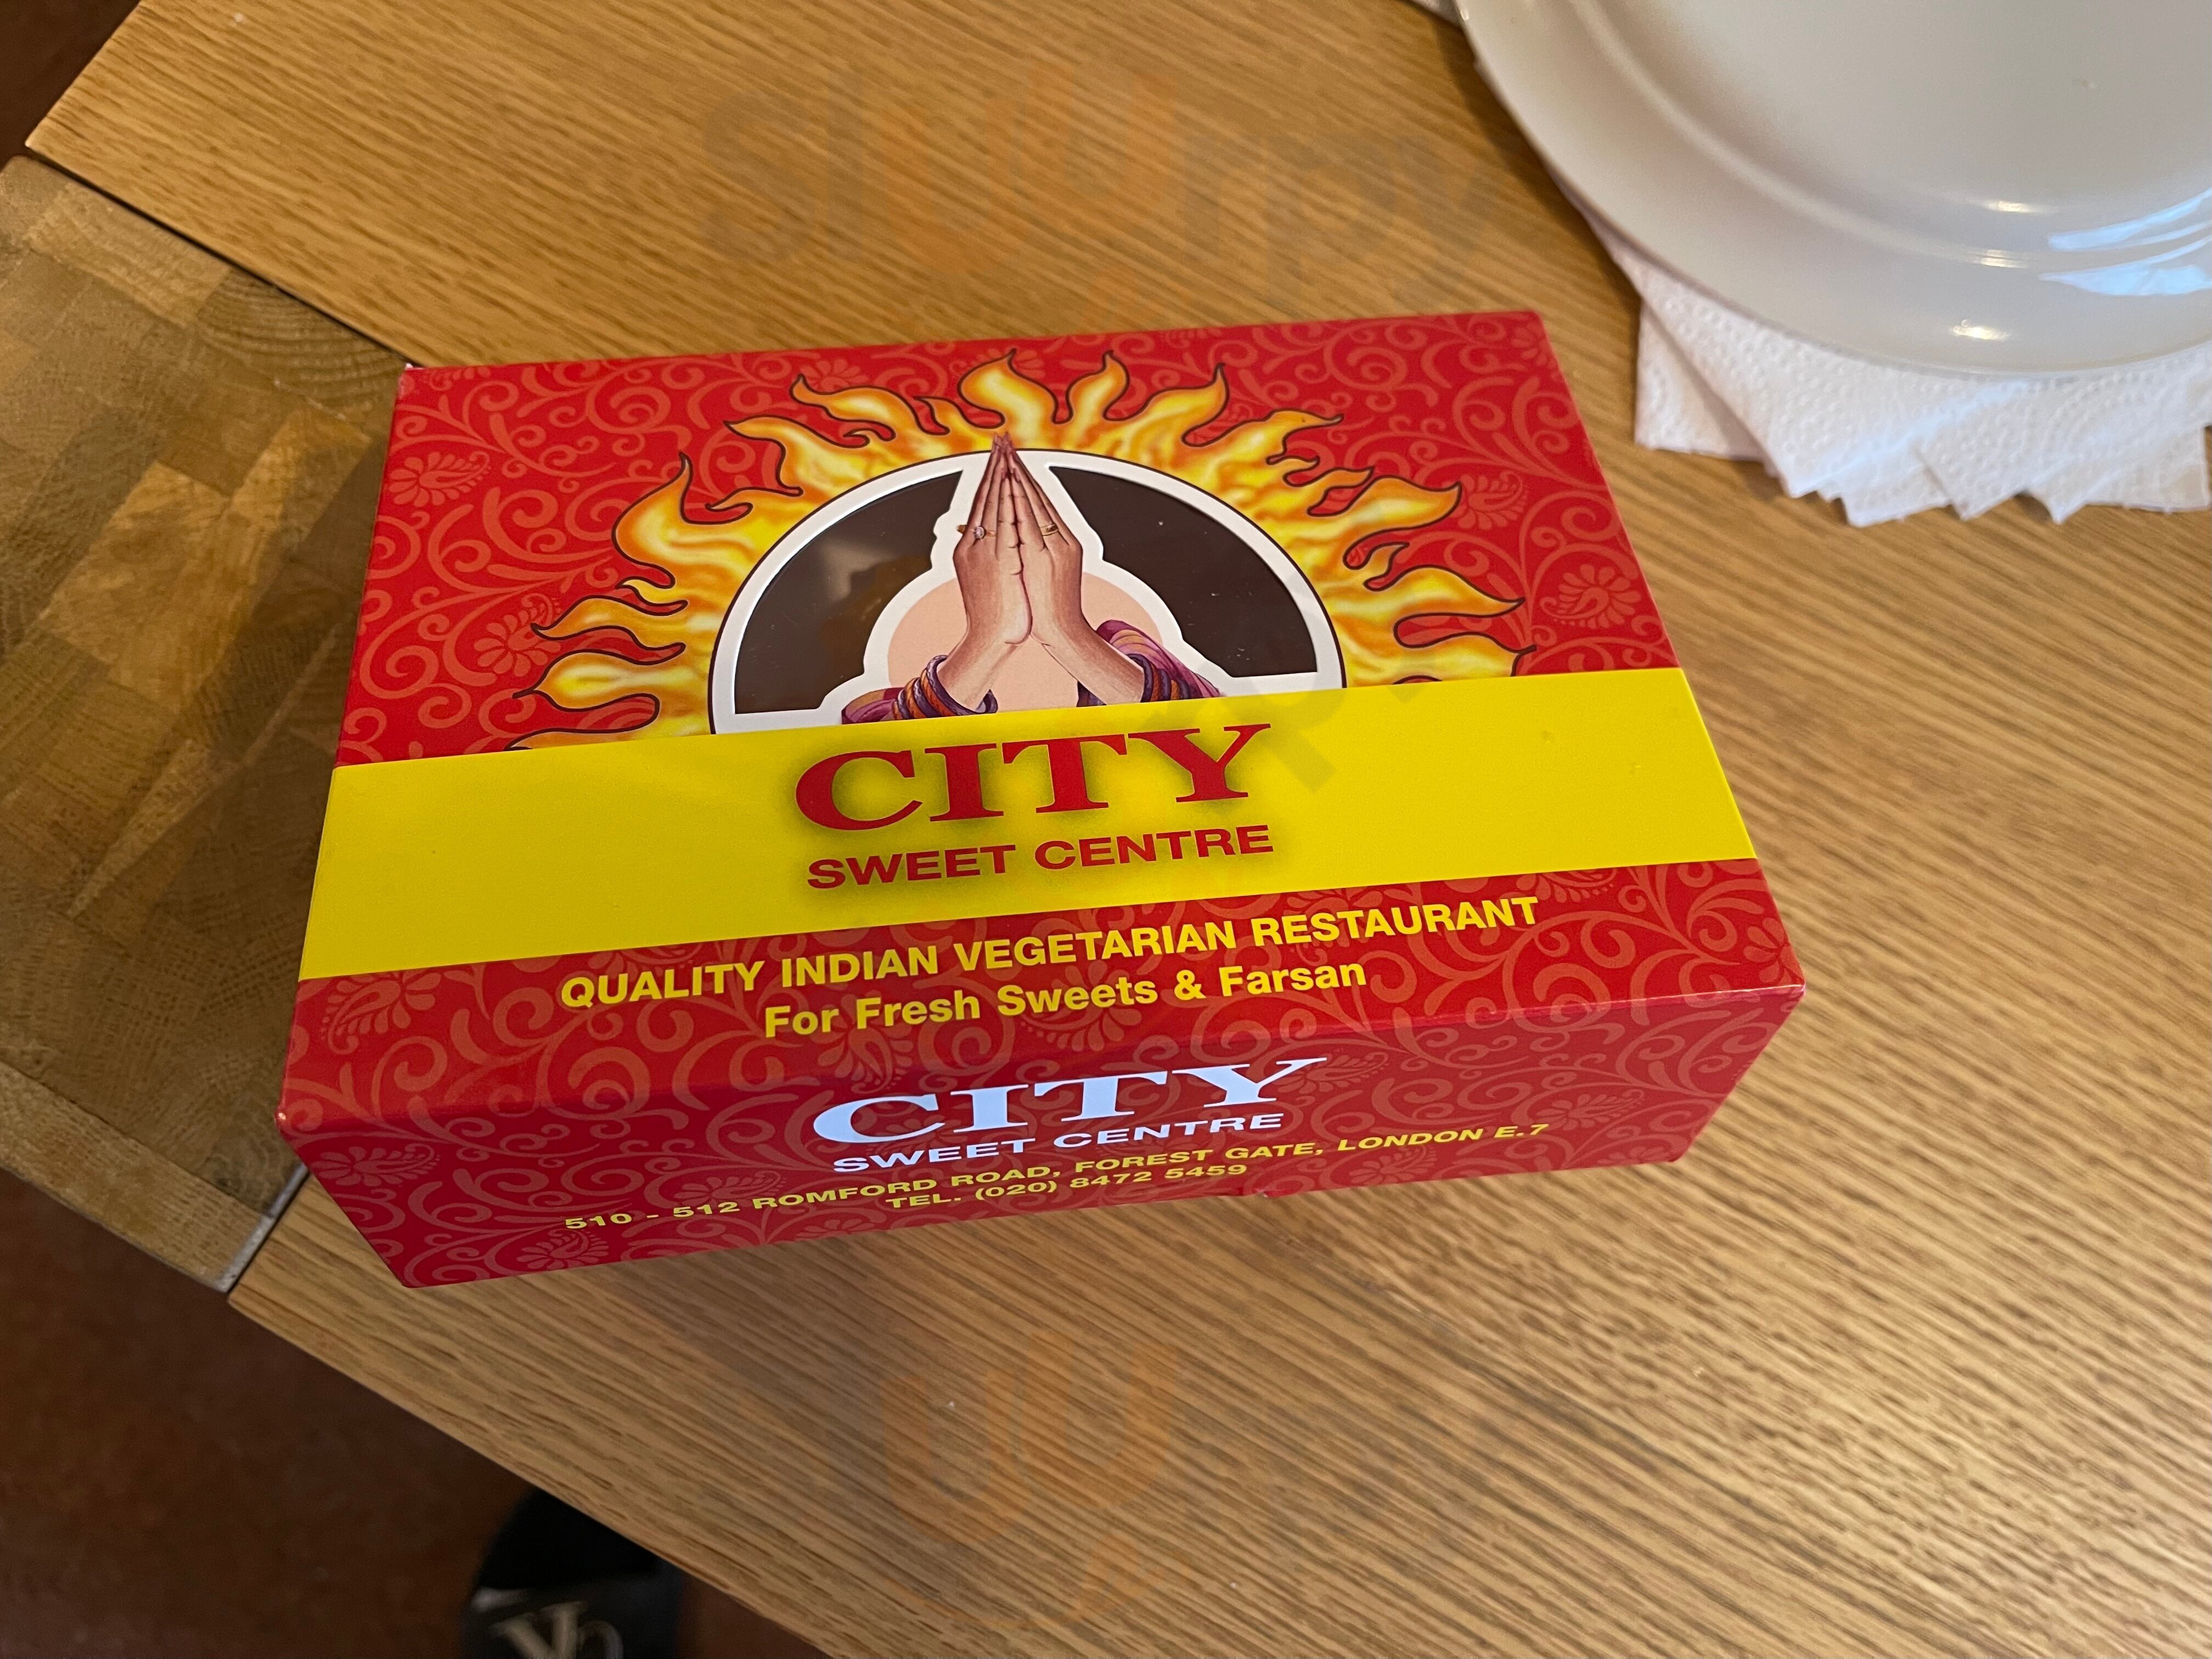 sluurpy
CITY
SWEET CENTRE
QUALITY INDIAN VEGETARIAN RESTAURANT
For Fresh Sweets & Farsan
CITY
SWEET CENTRE
510 - 512 ROMFORD ROAD, FOREST GATE, LONDON E.7
TEL. (020) 8472 5459